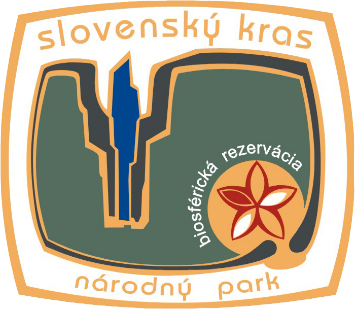 slovenský kras
biosférická rezervácia
národný park